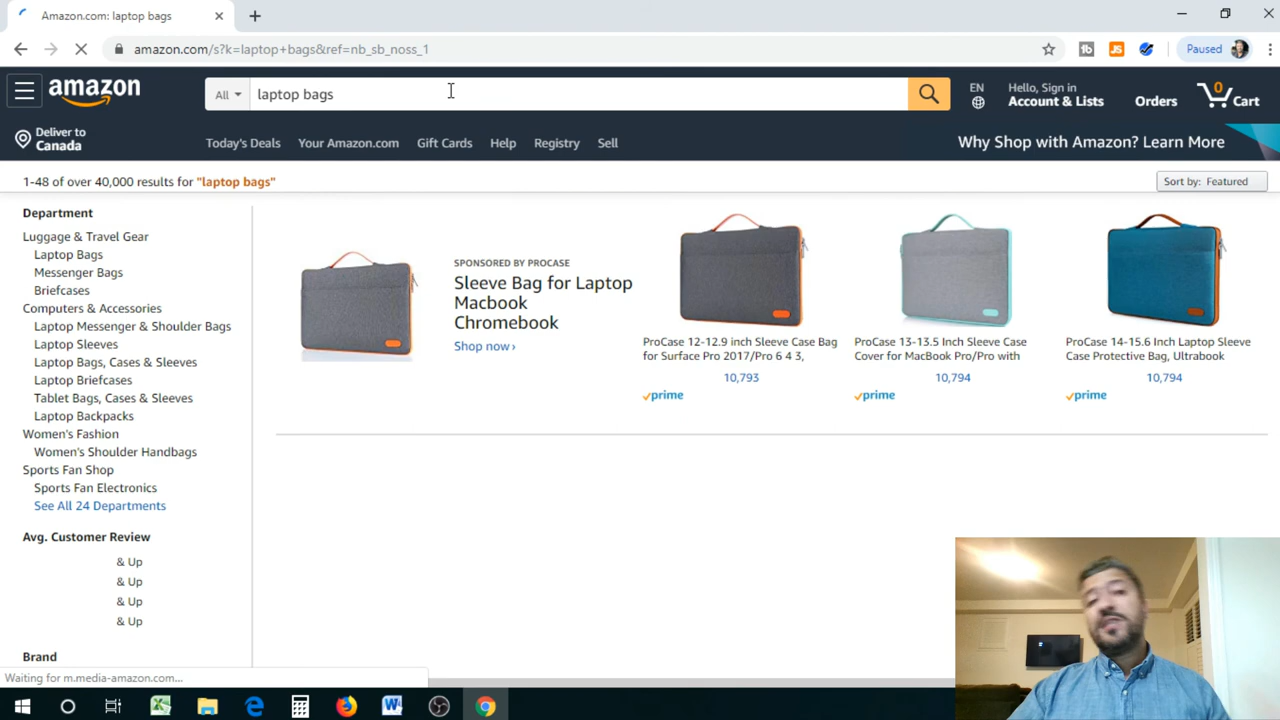 Amazon.com: laptop bags
amazon.com/s?k=laptop+bags&ref=nb_sb_noss_1
Paused
amazon
All
laptop bags
EN
Hello, Sign in
Account & Lists
Orders
0
Cart
Deliver to
Canada
Today's Deals
Your Amazon.com
Gift Cards
Help
Registry
Sell
Why Shop with Amazon? Learn More
1-48 of over 40,000 results for "laptop bags"
Sort by: Featured
Department
Luggage & Travel Gear
Laptop Bags
Messenger Bags
Briefcases
Computers & Accessories
Laptop Messenger & Shoulder Bags
Laptop Sleeves
Laptop Bags, Cases & Sleeves
Laptop Briefcases
Tablet Bags, Cases & Sleeves
Laptop Backpacks
Women's Fashion
Women's Shoulder Handbags
Sports Fan Shop
Sports Fan Electronics
See All 24 Departments
Avg. Customer Review
& Up
& Up
& Up
& Up
Brand
SPONSORED BY PROCASE
Sleeve Bag for Laptop
Macbook
Chromebook
Shop now ›
ProCase 12-12.9 inch Sleeve Case Bag
for Surface Pro 2017/Pro 6 4 3,
10,793
prime
ProCase 13-13.5 Inch Sleeve Case
Cover for MacBook Pro/Pro with
10,794
prime
ProCase 14-15.6 Inch Laptop Sleeve
Case Protective Bag, Ultrabook
10,794
prime
Waiting for m.media-amazon.com...